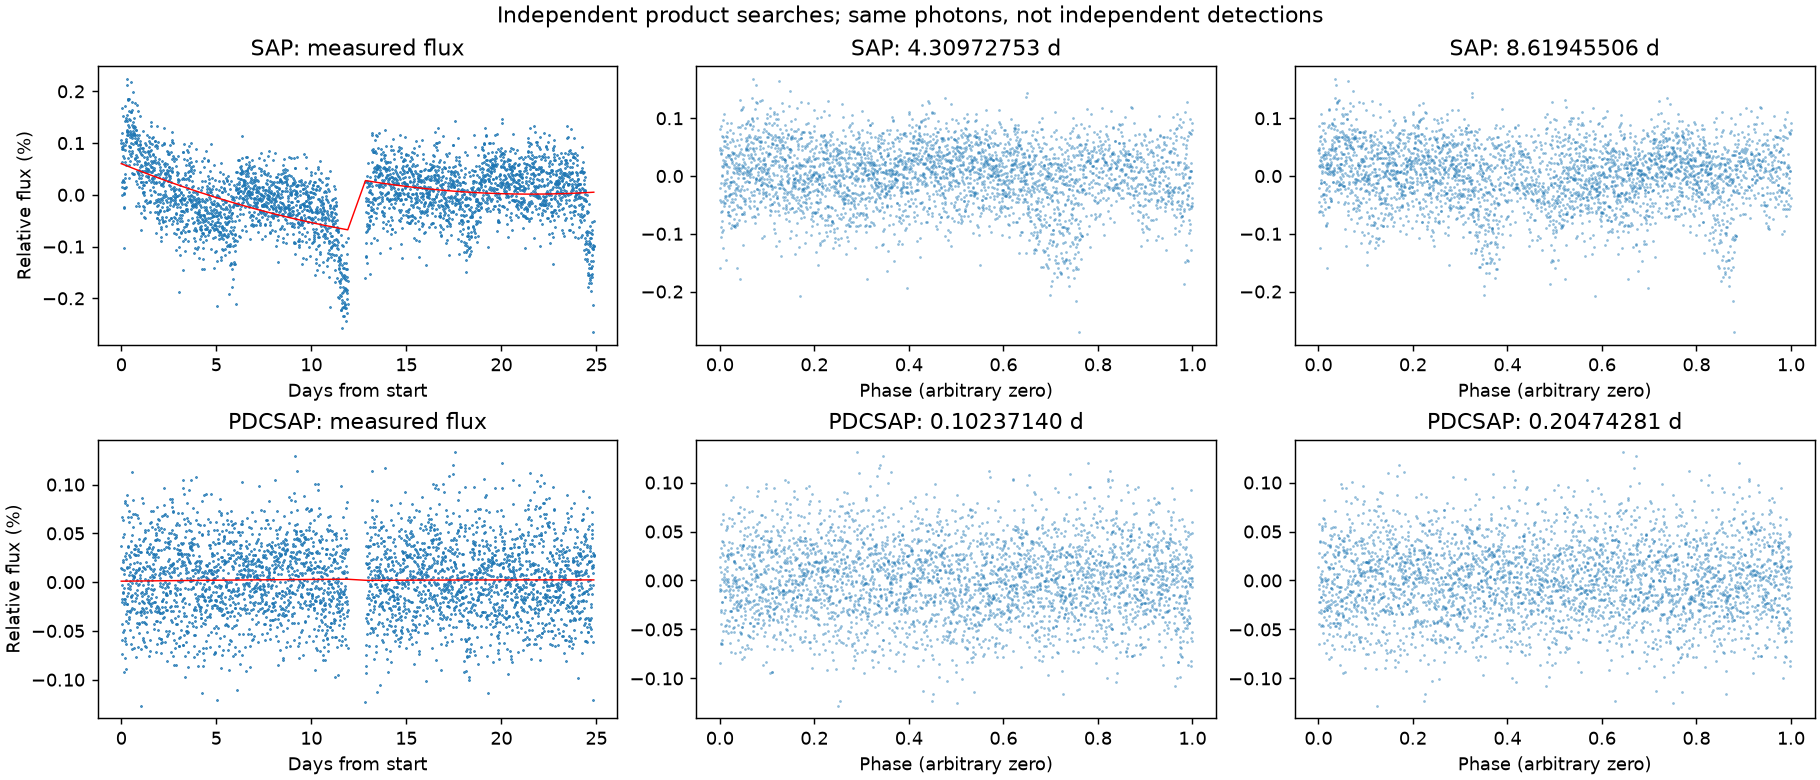 Independent product searches; same photons, not independent detections
SAP: measured flux
Relative flux (%)
0.2
0.1
0.0
−0.1
−0.2
0 5 10 15 20 25
Days from start
SAP: 4.30972753 d
0.1
0.0
−0.1
−0.2
0.0 0.2 0.4 0.6 0.8 1.0
Phase (arbitrary zero)
SAP: 8.61945506 d
0.1
0.0
−0.1
−0.2
0.0 0.2 0.4 0.6 0.8 1.0
Phase (arbitrary zero)
PDCSAP: measured flux
Relative flux (%)
0.10
0.05
0.00
−0.05
−0.10
0 5 10 15 20 25
Days from start
PDCSAP: 0.10237140 d
0.10
0.05
0.00
−0.05
−0.10
0.0 0.2 0.4 0.6 0.8 1.0
Phase (arbitrary zero)
PDCSAP: 0.20474281 d
0.10
0.05
0.00
−0.05
−0.10
0.0 0.2 0.4 0.6 0.8 1.0
Phase (arbitrary zero)